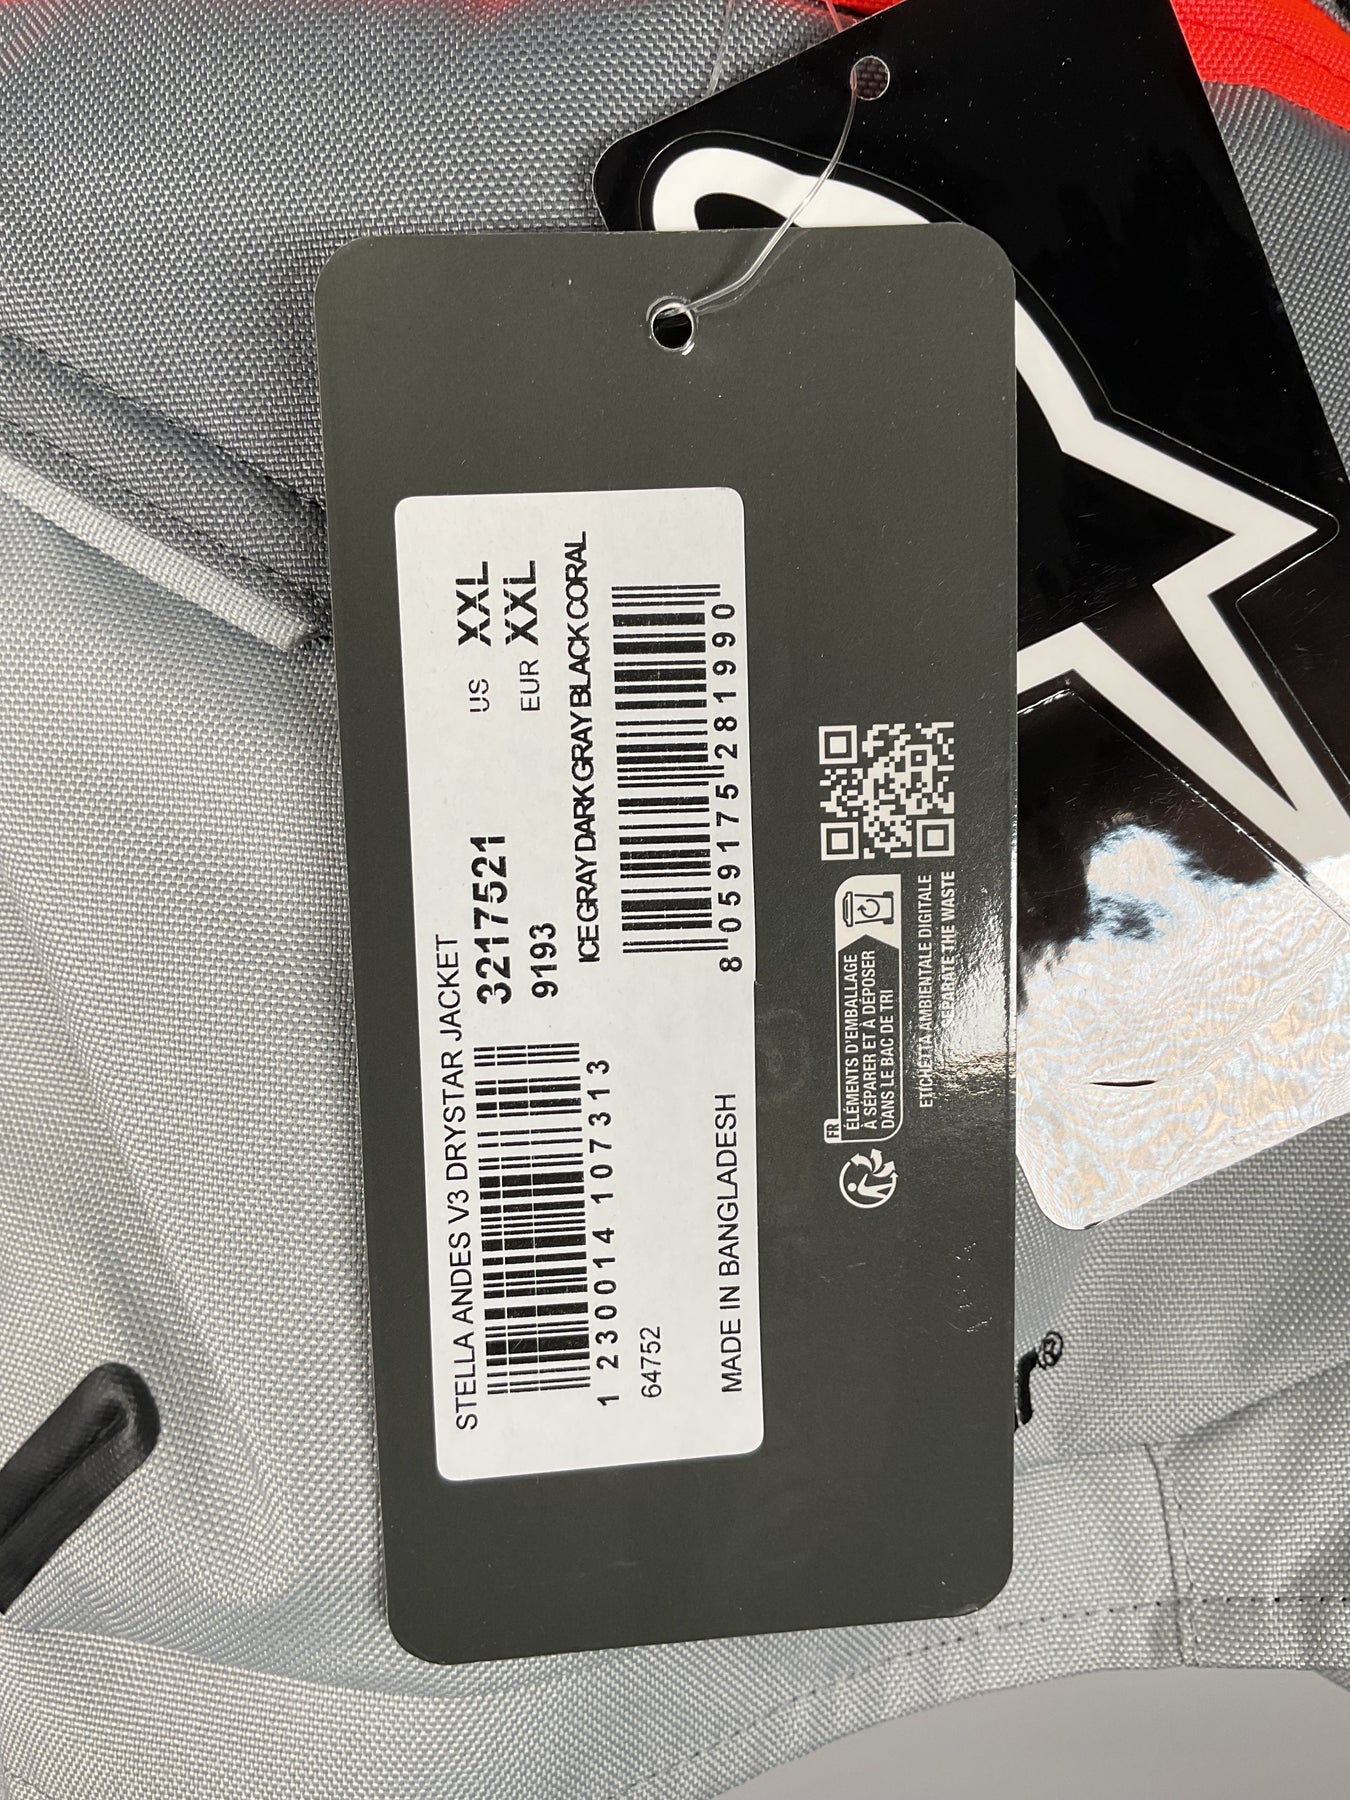 STELLA ANDES V3 DRYSTAR JACKET
3217521
9193
US XXL
EUR XXL
ICE GRAY DARK GRAY BLACK CORAL
1 230014 107313
8 059175 281990
64752
MADE IN BANGLADESH
FR
ÉLÉMENTS D'EMBALLAGE
À SÉPARER ET À DÉPOSER
DANS LE BAC DE TRI
ETICHETTA AMBIENTALE DIGITALE
SEPARATE THE WASTE
®